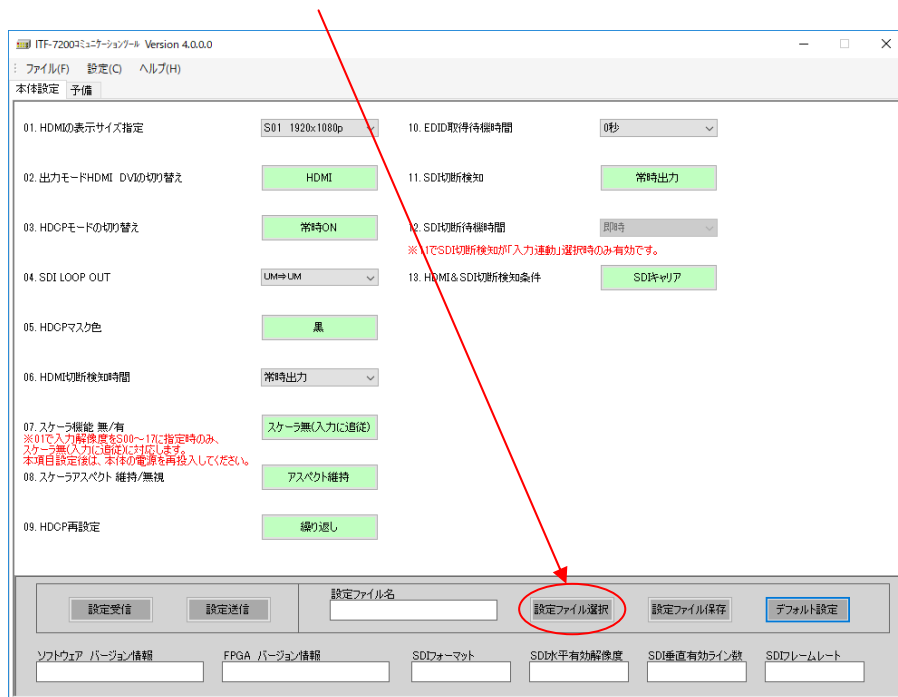 ITF-7200ｺﾐｭﾆｹｰｼｮﾝﾂｰﾙ Version 4.0.0.0
ファイル(F) 設定(C) ヘルプ(H)
本体設定 予備
01. HDMIの表示サイズ指定
S01 1920x1080p
02. 出力モードHDMI DVIの切り替え
HDMI
03. HDCPモードの切り替え
常時ON
04. SDI LOOP OUT
UM⇒UM
05. HDCPマスク色
黒
06. HDMI切断検知時間
常時出力
07. スケーラ機能 無/有
※01で入力解像度をS00～17に指定時のみ、
スケーラ無(入力に追従)に対応します。
本項目設定後は、本体の電源を再投入してください。
スケーラ無(入力に追従)
08. スケーラアスペクト 維持/無視
アスペクト維持
09. HDCP再設定
繰り返し
10. EDID取得待機時間
0秒
11. SDI切断検知
常時出力
12. SDI切断待機時間
即時
※11でSDI切断検知が「入力連動」選択時のみ有効です。
13. HDMI&SDI切断検知条件
SDIキャリア
設定受信
設定送信
設定ファイル名
設定ファイル選択
設定ファイル保存
デフォルト設定
ソフトウェア バージョン情報
FPGA バージョン情報
SDIフォーマット
SDI水平有効解像度
SDI垂直有効ライン数
SDIフレームレート